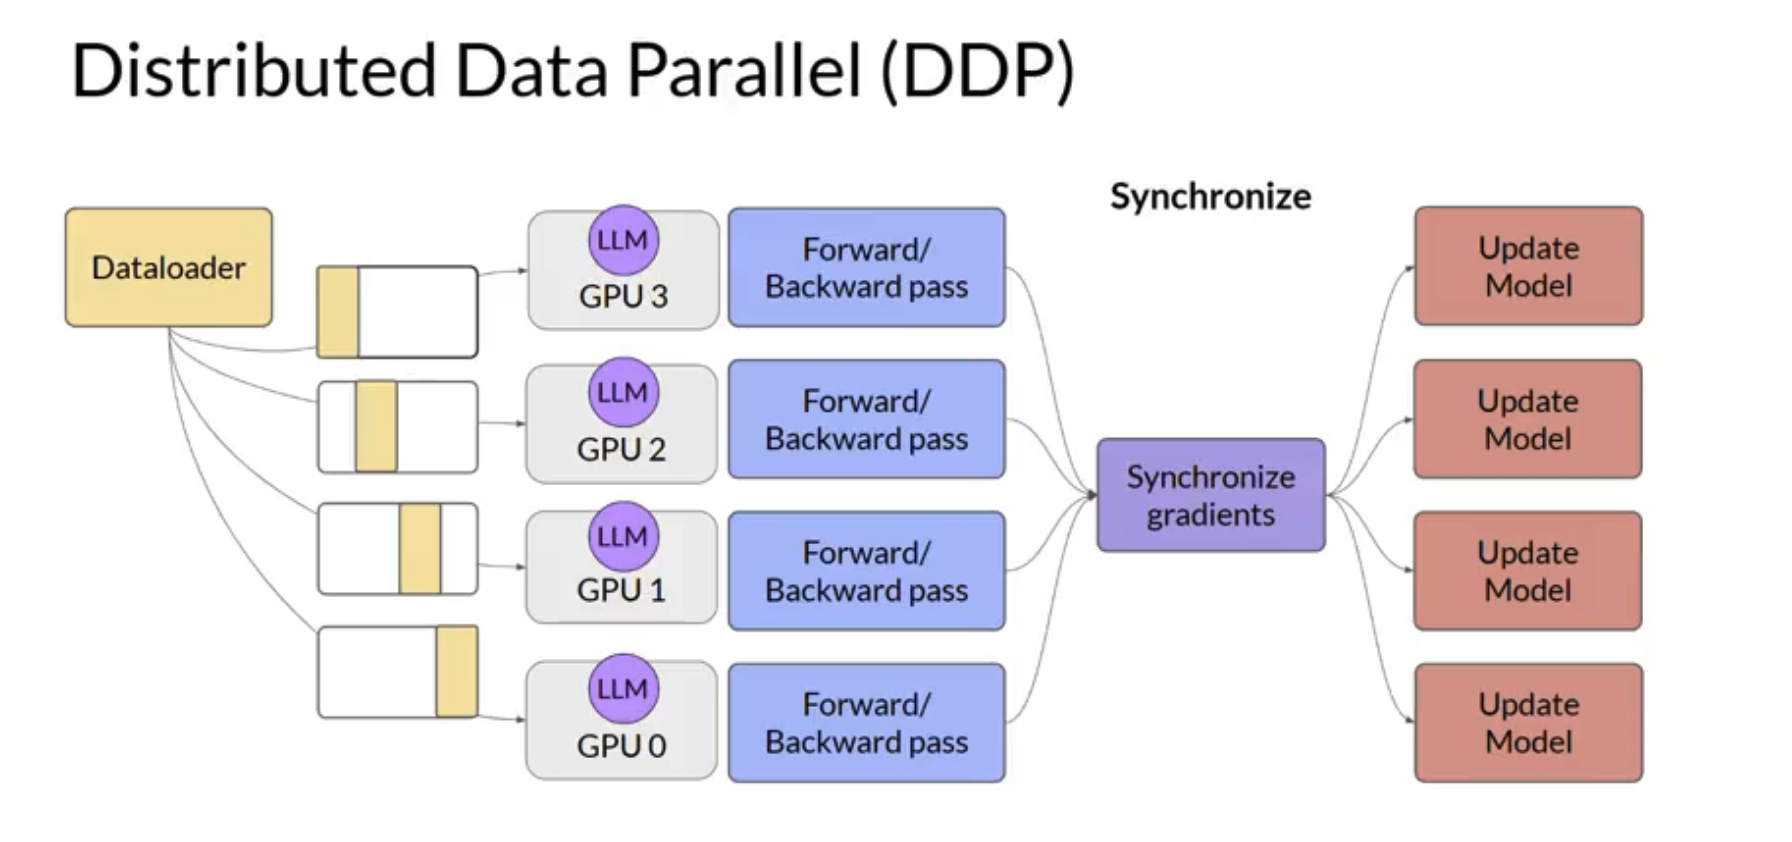 Distributed Data Parallel (DDP)
Synchronize
Dataloader
LLM
GPU 3
Forward/
Backward pass
Update
Model
LLM
GPU 2
Forward/
Backward pass
Update
Model
Synchronize
gradients
LLM
GPU 1
Forward/
Backward pass
Update
Model
LLM
GPU 0
Forward/
Backward pass
Update
Model